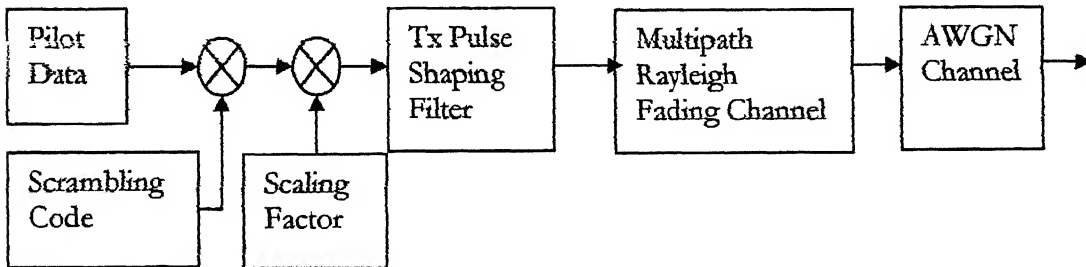 Pilot
Data
Tx Pulse
Shaping
Filter
Multipath
Rayleigh
Fading Channel
AWGN
Channel
Scrambling
Code
Scaling
Factor